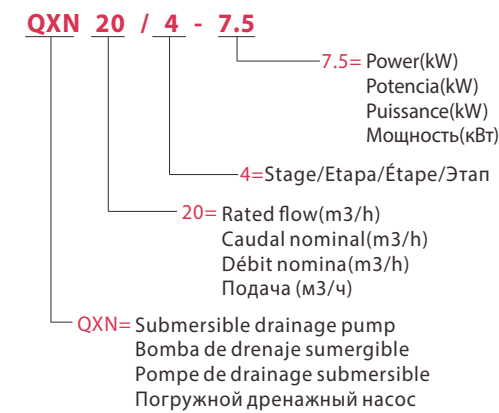 QXN 20 / 4 - 7.5
7.5= Power(kW)
Potencia(kW)
Puissance(kW)
Мощность(кВт)
4=Stage/Etapa/Étape/Этап
20= Rated flow(m3/h)
Caudal nominal(m3/h)
Débit nomina(m3/h)
Подача (м3/ч)
QXN= Submersible drainage pump
Bomba de drenaje sumergible
Pompe de drainage submersible
Погружной дренажный насос